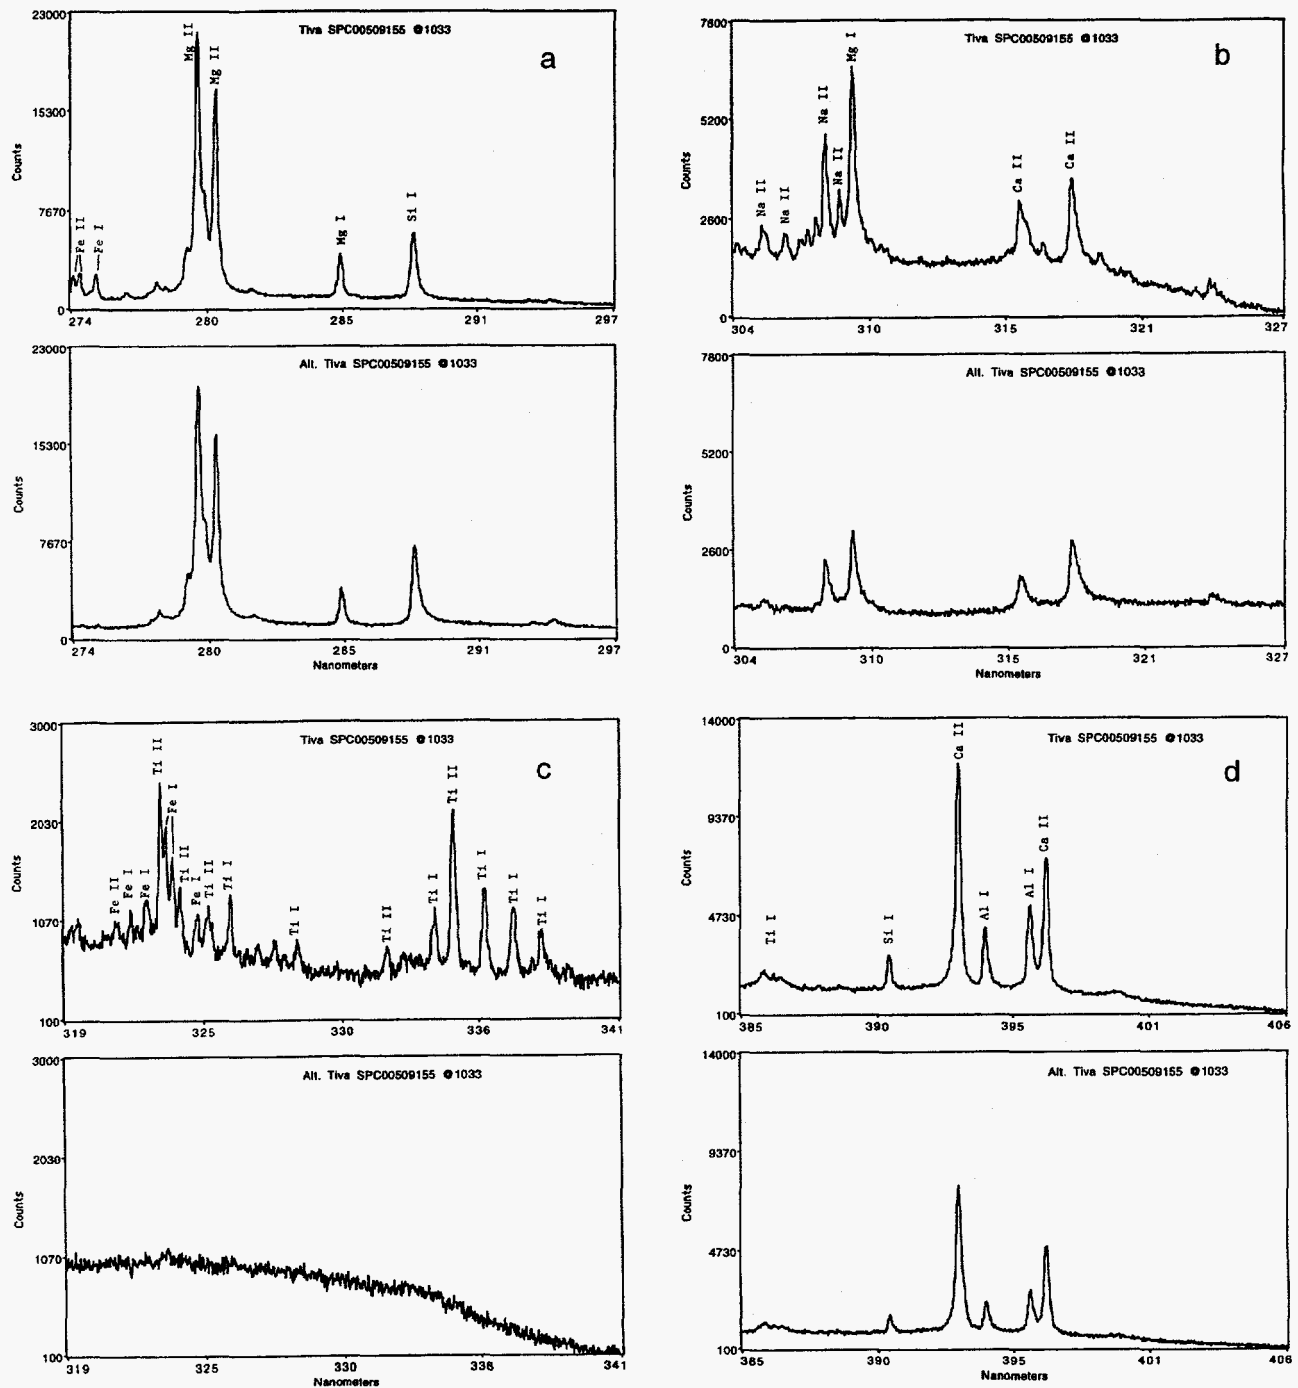 23000
Tiva SPC00509155 @1033
a
15300
Counts
7670
0
274
280
285
291
297
Fe II
Fe I
Mg II
Mg II
Mg I
Si I
7800
Tiva SPC00509155 @1033
b
5200
Counts
2600
0
304
310
315
321
327
Na II
Na II
Na II
Na II
Mg I
Ca II
Ca II
23000
Alt. Tiva SPC00509155 @1033
15300
Counts
7670
0
274
280
285
291
297
Nanometers
7800
Alt. Tiva SPC00509155 @1033
5200
Counts
2600
0
304
310
315
321
327
Nanometers
3000
Tiva SPC00509155 @1033
c
2030
Counts
1070
100
319
325
330
336
341
Fe II
Fe I
Fe I
Ti II
Fe I
Ti II
Fe I
Ti II
Ti I
Ti I
Ti II
Ti I
Ti II
Ti I
Ti I
Ti I
14000
Tiva SPC00509155 @1033
d
9370
Counts
4730
100
385
390
395
401
406
Ti I
Si I
Ca II
Al I
Al I
Ca II
3000
Alt. Tiva SPC00509155 @1033
2030
Counts
1070
100
319
325
330
336
341
Nanometers
14000
Alt. Tiva SPC00509155 @1033
9370
Counts
4730
100
385
390
395
401
406
Nanometers